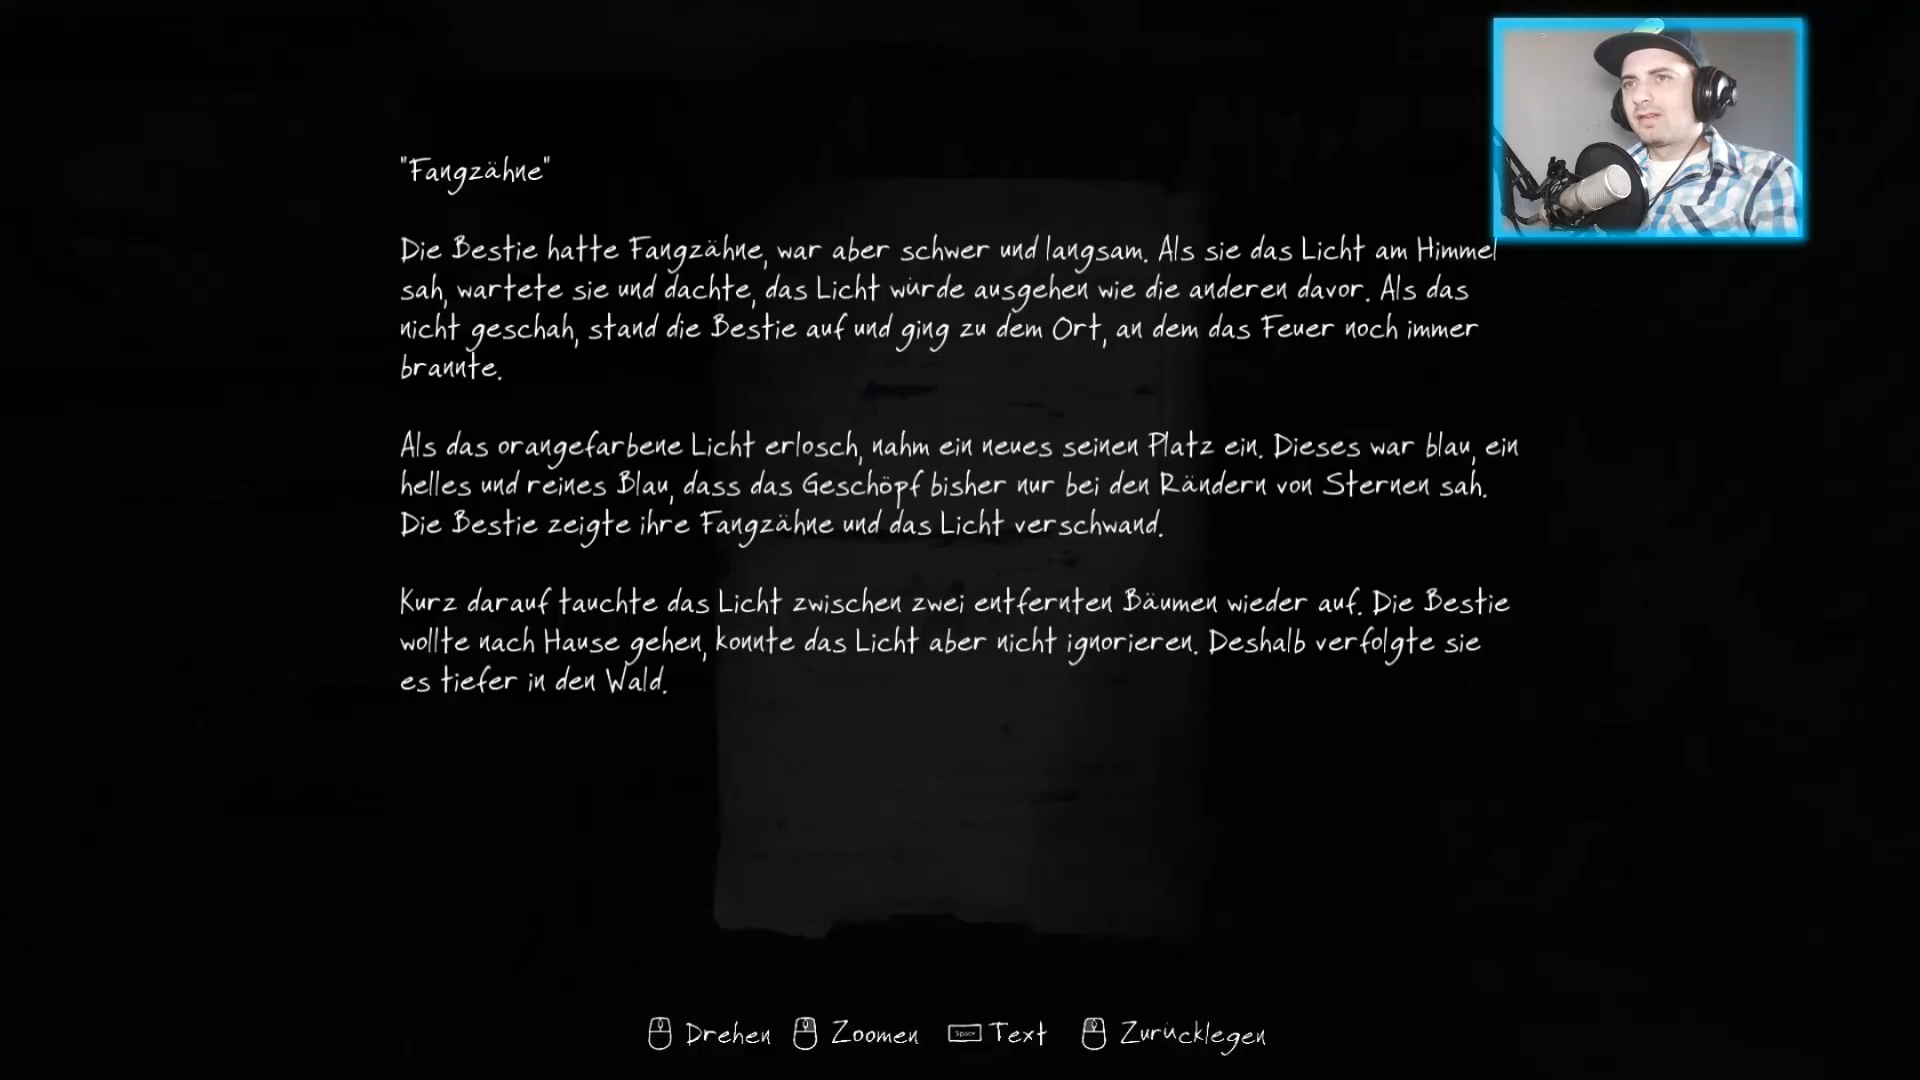 "Fangzähne"
Die Bestie hatte Fangzähne, war aber schwer und langsam. Als sie das Licht am Himmel
sah, wartete sie und dachte, das Licht würde ausgehen wie die anderen davor. Als das
nicht geschah, stand die Bestie auf und ging zu dem Ort, an dem das Feuer noch immer
brannte.
Als das orangefarbene Licht erlosch, nahm ein neues seinen Platz ein. Dieses war blau, ein
helles und reines Blau, dass das Geschöpf bisher nur bei den Rändern von Sternen sah.
Die Bestie zeigte ihre Fangzähne und das Licht verschwand.
Kurz darauf tauchte das Licht zwischen zwei entfernten Bäumen wieder auf. Die Bestie
wollte nach Hause gehen, konnte das Licht aber nicht ignorieren. Deshalb verfolgte sie
es tiefer in den Wald.
Drehen Zoomen Space Text Zurücklegen